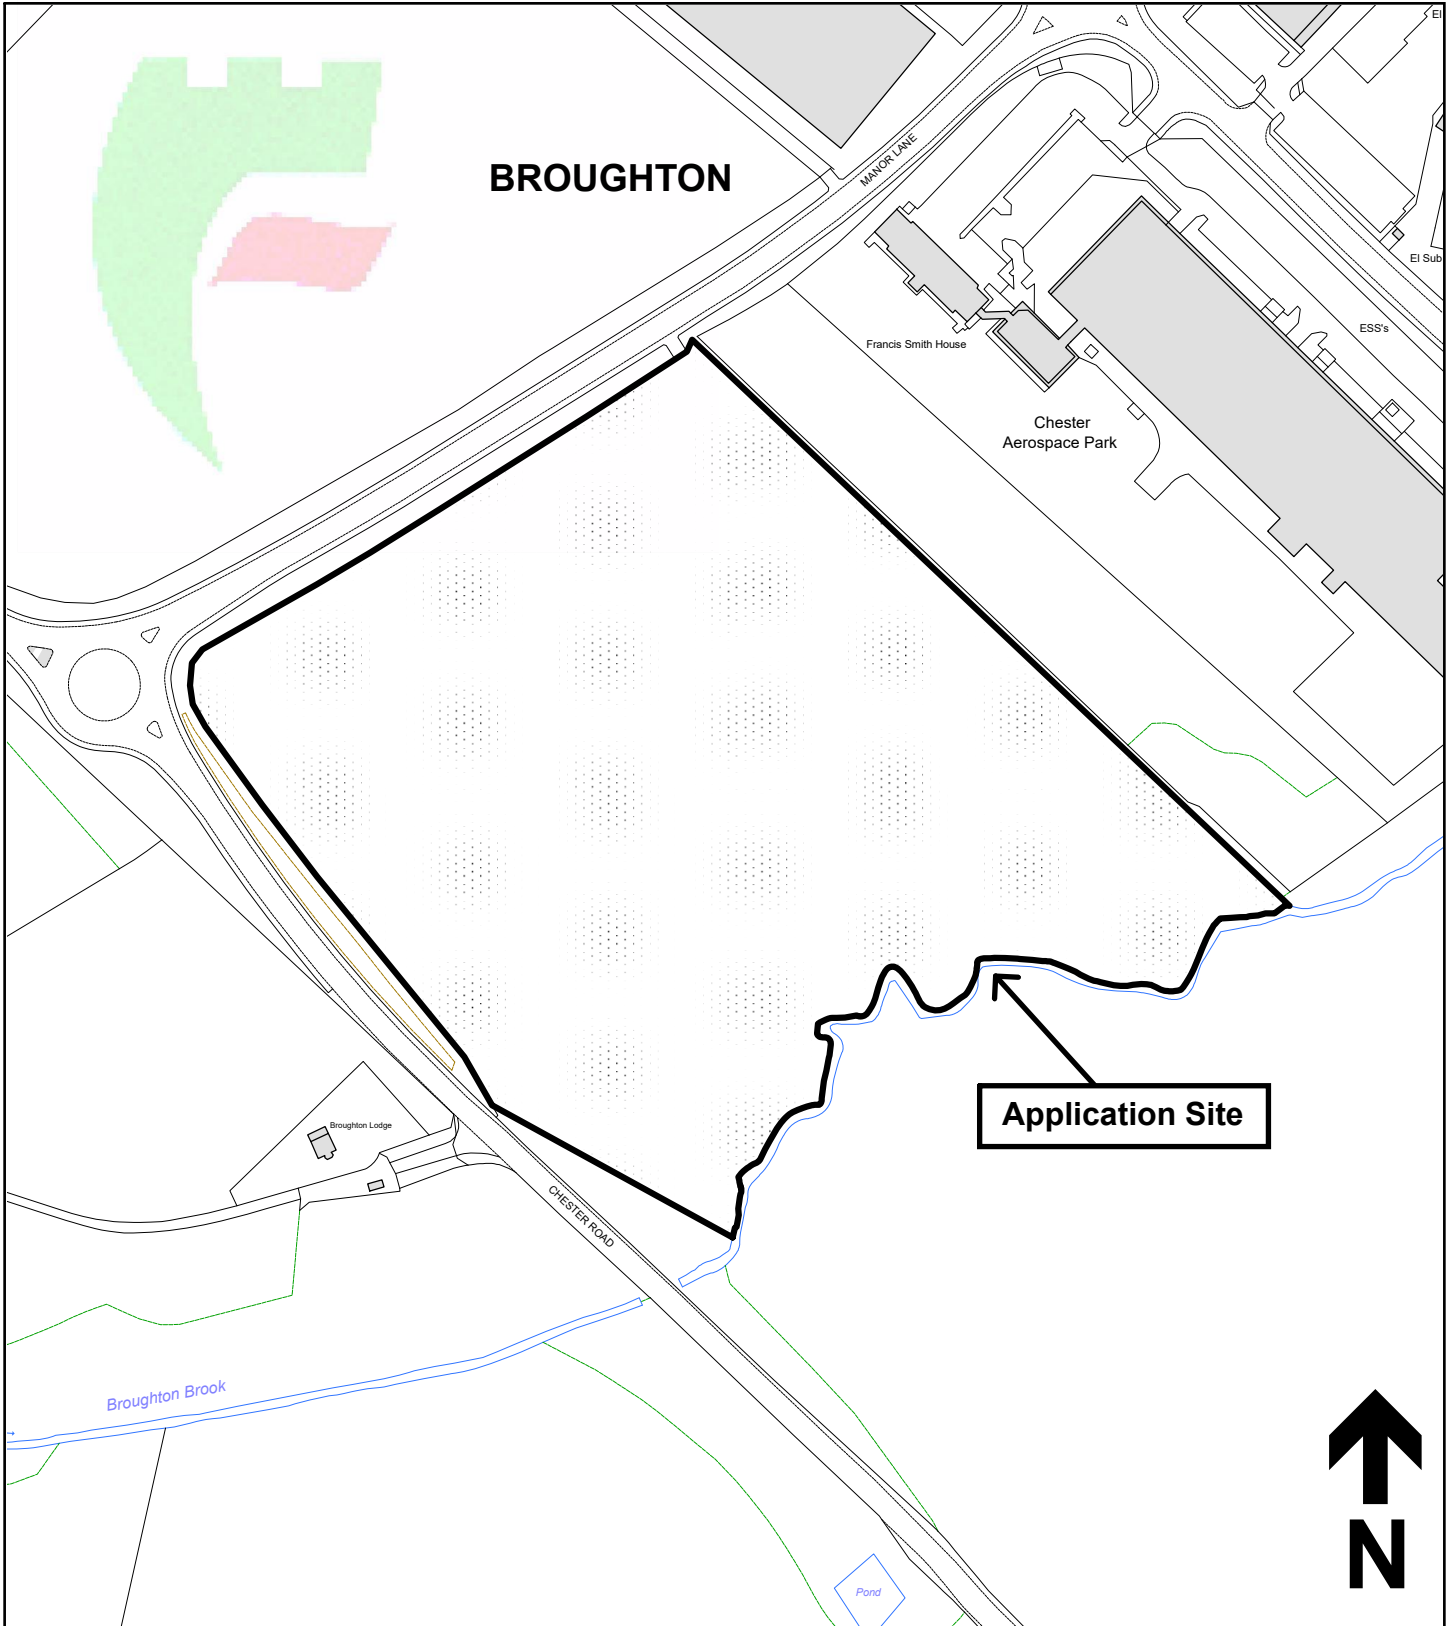 El
MANOR LANE
BROUGHTON
El Sub
ESS's
Francis Smith House
Chester
Aerospace Park
Application Site
Broughton Lodge
CHESTER ROAD
Broughton Brook
Pond
N